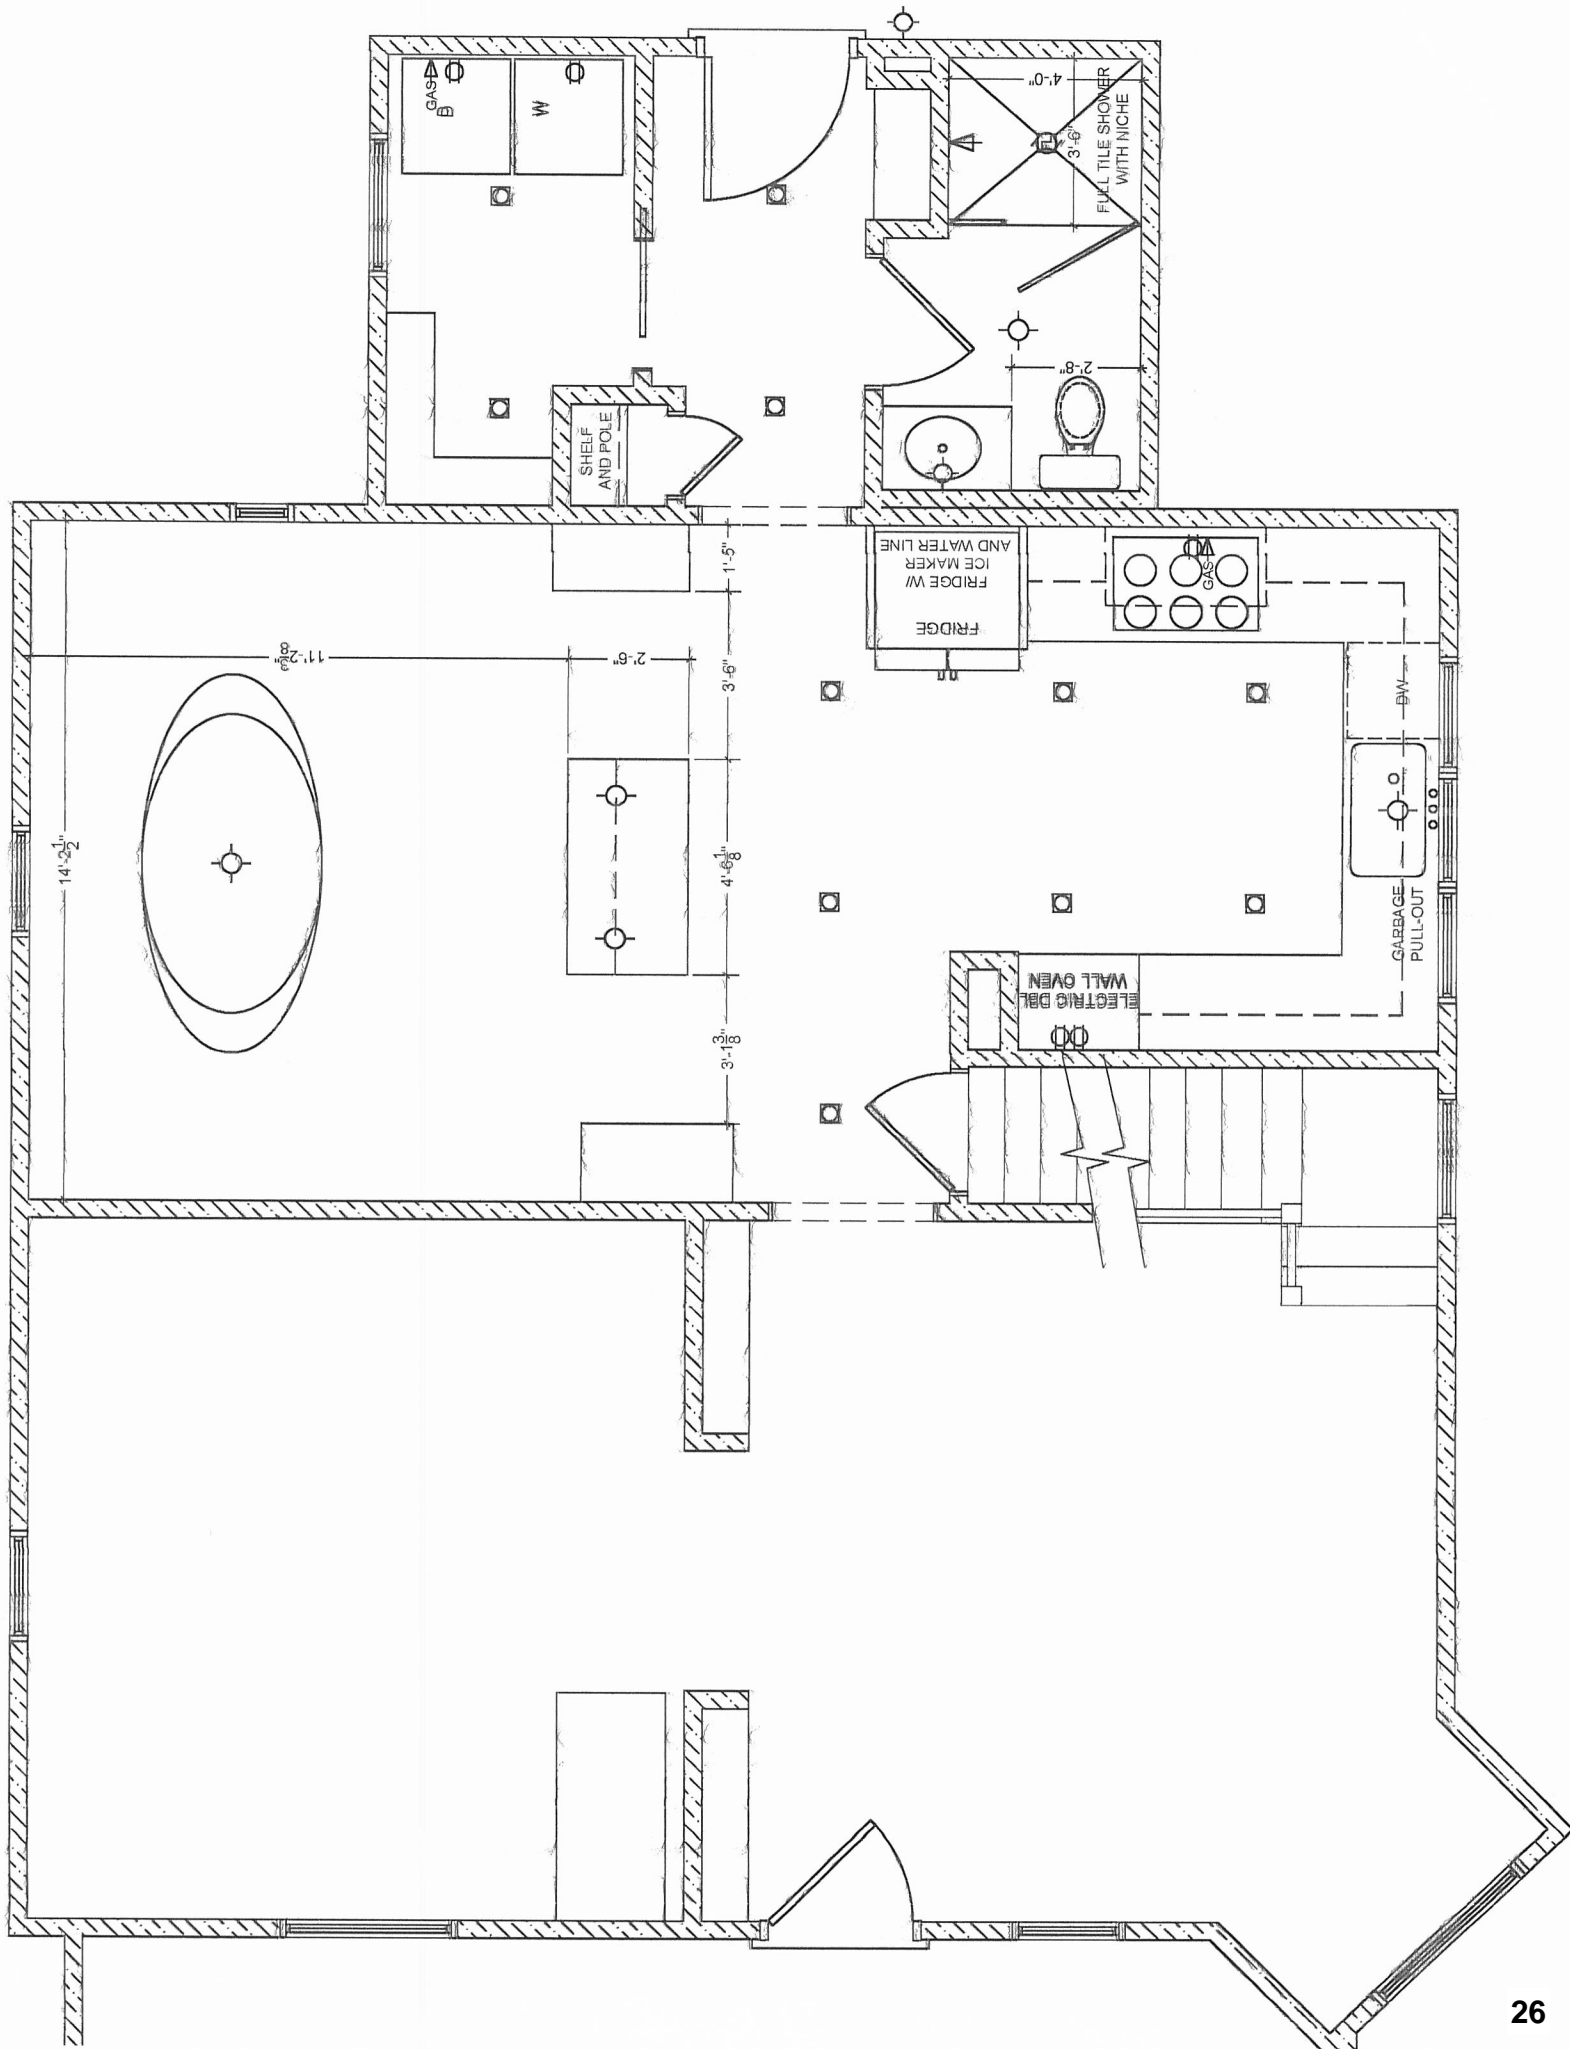 GAS
D
W
4'-0"
3'-6"
FULL TILE SHOWER
WITH NICHE
2'-8"
SHELF
AND POLE
1'-5"
FRIDGE W/
ICE MAKER
AND WATER LINE
FRIDGE
GAS
11'-2 3/8"
2'-6"
3'-6"
DW
14'-2 1/2"
4'-6 1/8"
GARBAGE
PULL-OUT
ELECTRIC DBL
WALL OVEN
3'-1 3/8"
26